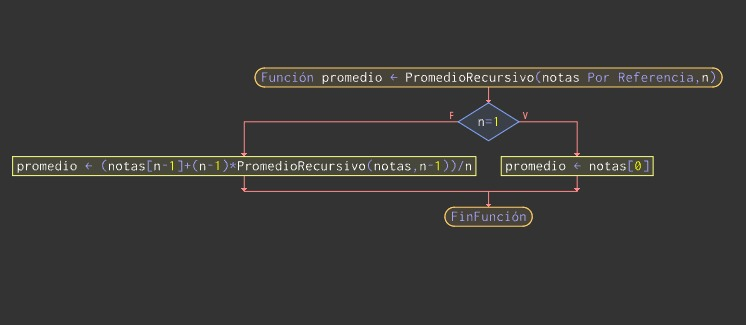 Función promedio ← PromedioRecursivo(notas Por Referencia,n)
F
V
n=1
promedio ← (notas[n-1]+(n-1)*PromedioRecursivo(notas,n-1))/n
promedio ← notas[0]
FinFunción